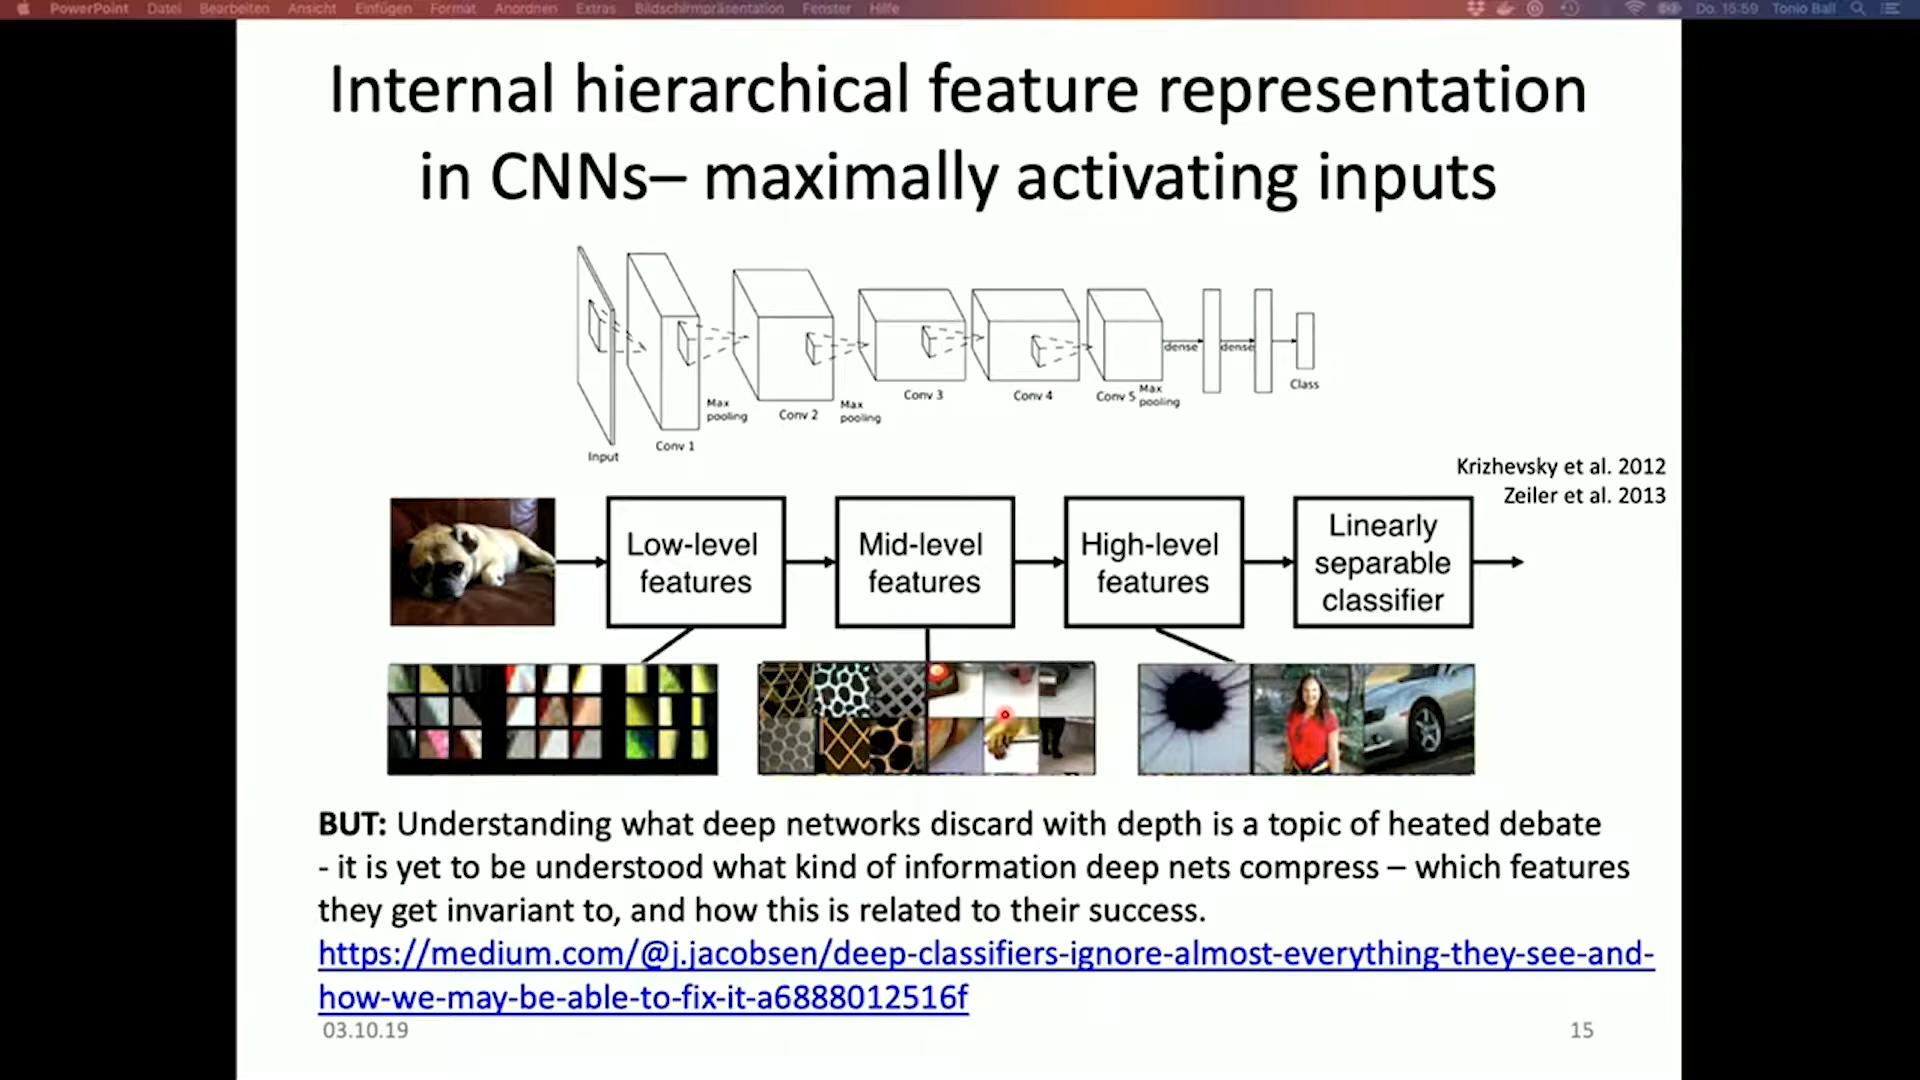 PowerPoint Datei Bearbeiten Ansicht Einfügen Format Anordnen Extras Bildschirmpräsentation Fenster Hilfe Do. 15:59 Tonio Ball
Internal hierarchical feature representation
in CNNs– maximally activating inputs
Input
Conv 1
Max
pooling
Conv 2
Max
pooling
Conv 3
Conv 4
Conv 5
Max
pooling
dense
dense
Class
Krizhevsky et al. 2012
Zeiler et al. 2013
Low-level
features
Mid-level
features
High-level
features
Linearly
separable
classifier
BUT: Understanding what deep networks discard with depth is a topic of heated debate
- it is yet to be understood what kind of information deep nets compress – which features
they get invariant to, and how this is related to their success.
https://medium.com/@j.jacobsen/deep-classifiers-ignore-almost-everything-they-see-and-
how-we-may-be-able-to-fix-it-a6888012516f
03.10.19
15